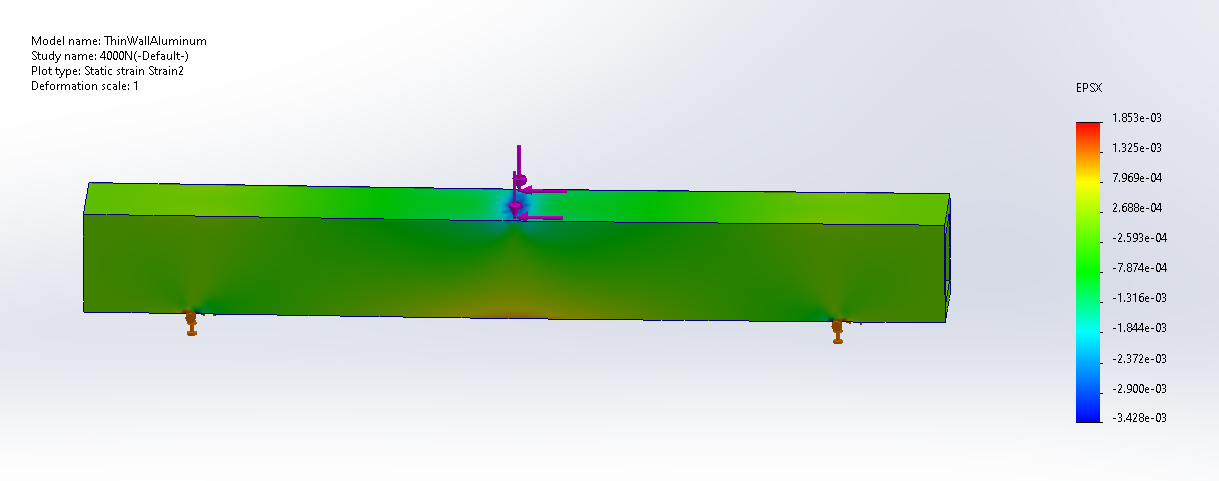 Model name: ThinWallAluminum
Study name: 4000N(-Default-)
Plot type: Static strain Strain2
Deformation scale: 1
EPSX
1.853e-03
1.325e-03
7.969e-04
2.688e-04
-2.593e-04
-7.874e-04
-1.316e-03
-1.844e-03
-2.372e-03
-2.900e-03
-3.428e-03